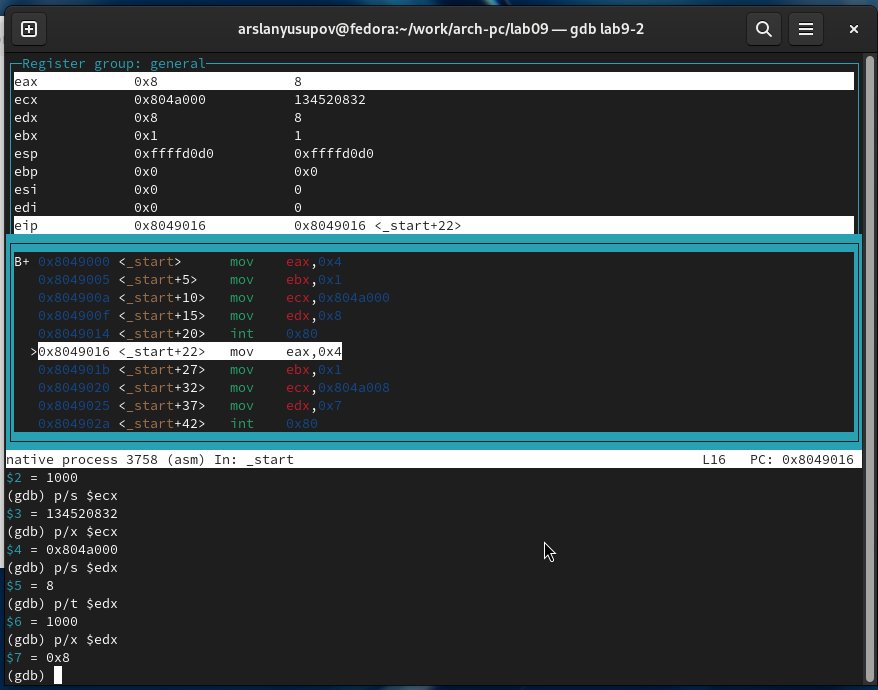 arslanyusupov@fedora:~/work/arch-pc/lab09 — gdb lab9-2
Register group: general
eax 0x8 8
ecx 0x804a000 134520832
edx 0x8 8
ebx 0x1 1
esp 0xffffd0d0 0xffffd0d0
ebp 0x0 0x0
esi 0x0 0
edi 0x0 0
eip 0x8049016 0x8049016 <_start+22>
B+ 0x8049000 <_start> mov eax,0x4
0x8049005 <_start+5> mov ebx,0x1
0x804900a <_start+10> mov ecx,0x804a000
0x804900f <_start+15> mov edx,0x8
0x8049014 <_start+20> int 0x80
>0x8049016 <_start+22> mov eax,0x4
0x804901b <_start+27> mov ebx,0x1
0x8049020 <_start+32> mov ecx,0x804a008
0x8049025 <_start+37> mov edx,0x7
0x804902a <_start+42> int 0x80
native process 3758 (asm) In: _start L16 PC: 0x8049016
$2 = 1000
(gdb) p/s $ecx
$3 = 134520832
(gdb) p/x $ecx
$4 = 0x804a000
(gdb) p/s $edx
$5 = 8
(gdb) p/t $edx
$6 = 1000
(gdb) p/x $edx
$7 = 0x8
(gdb)